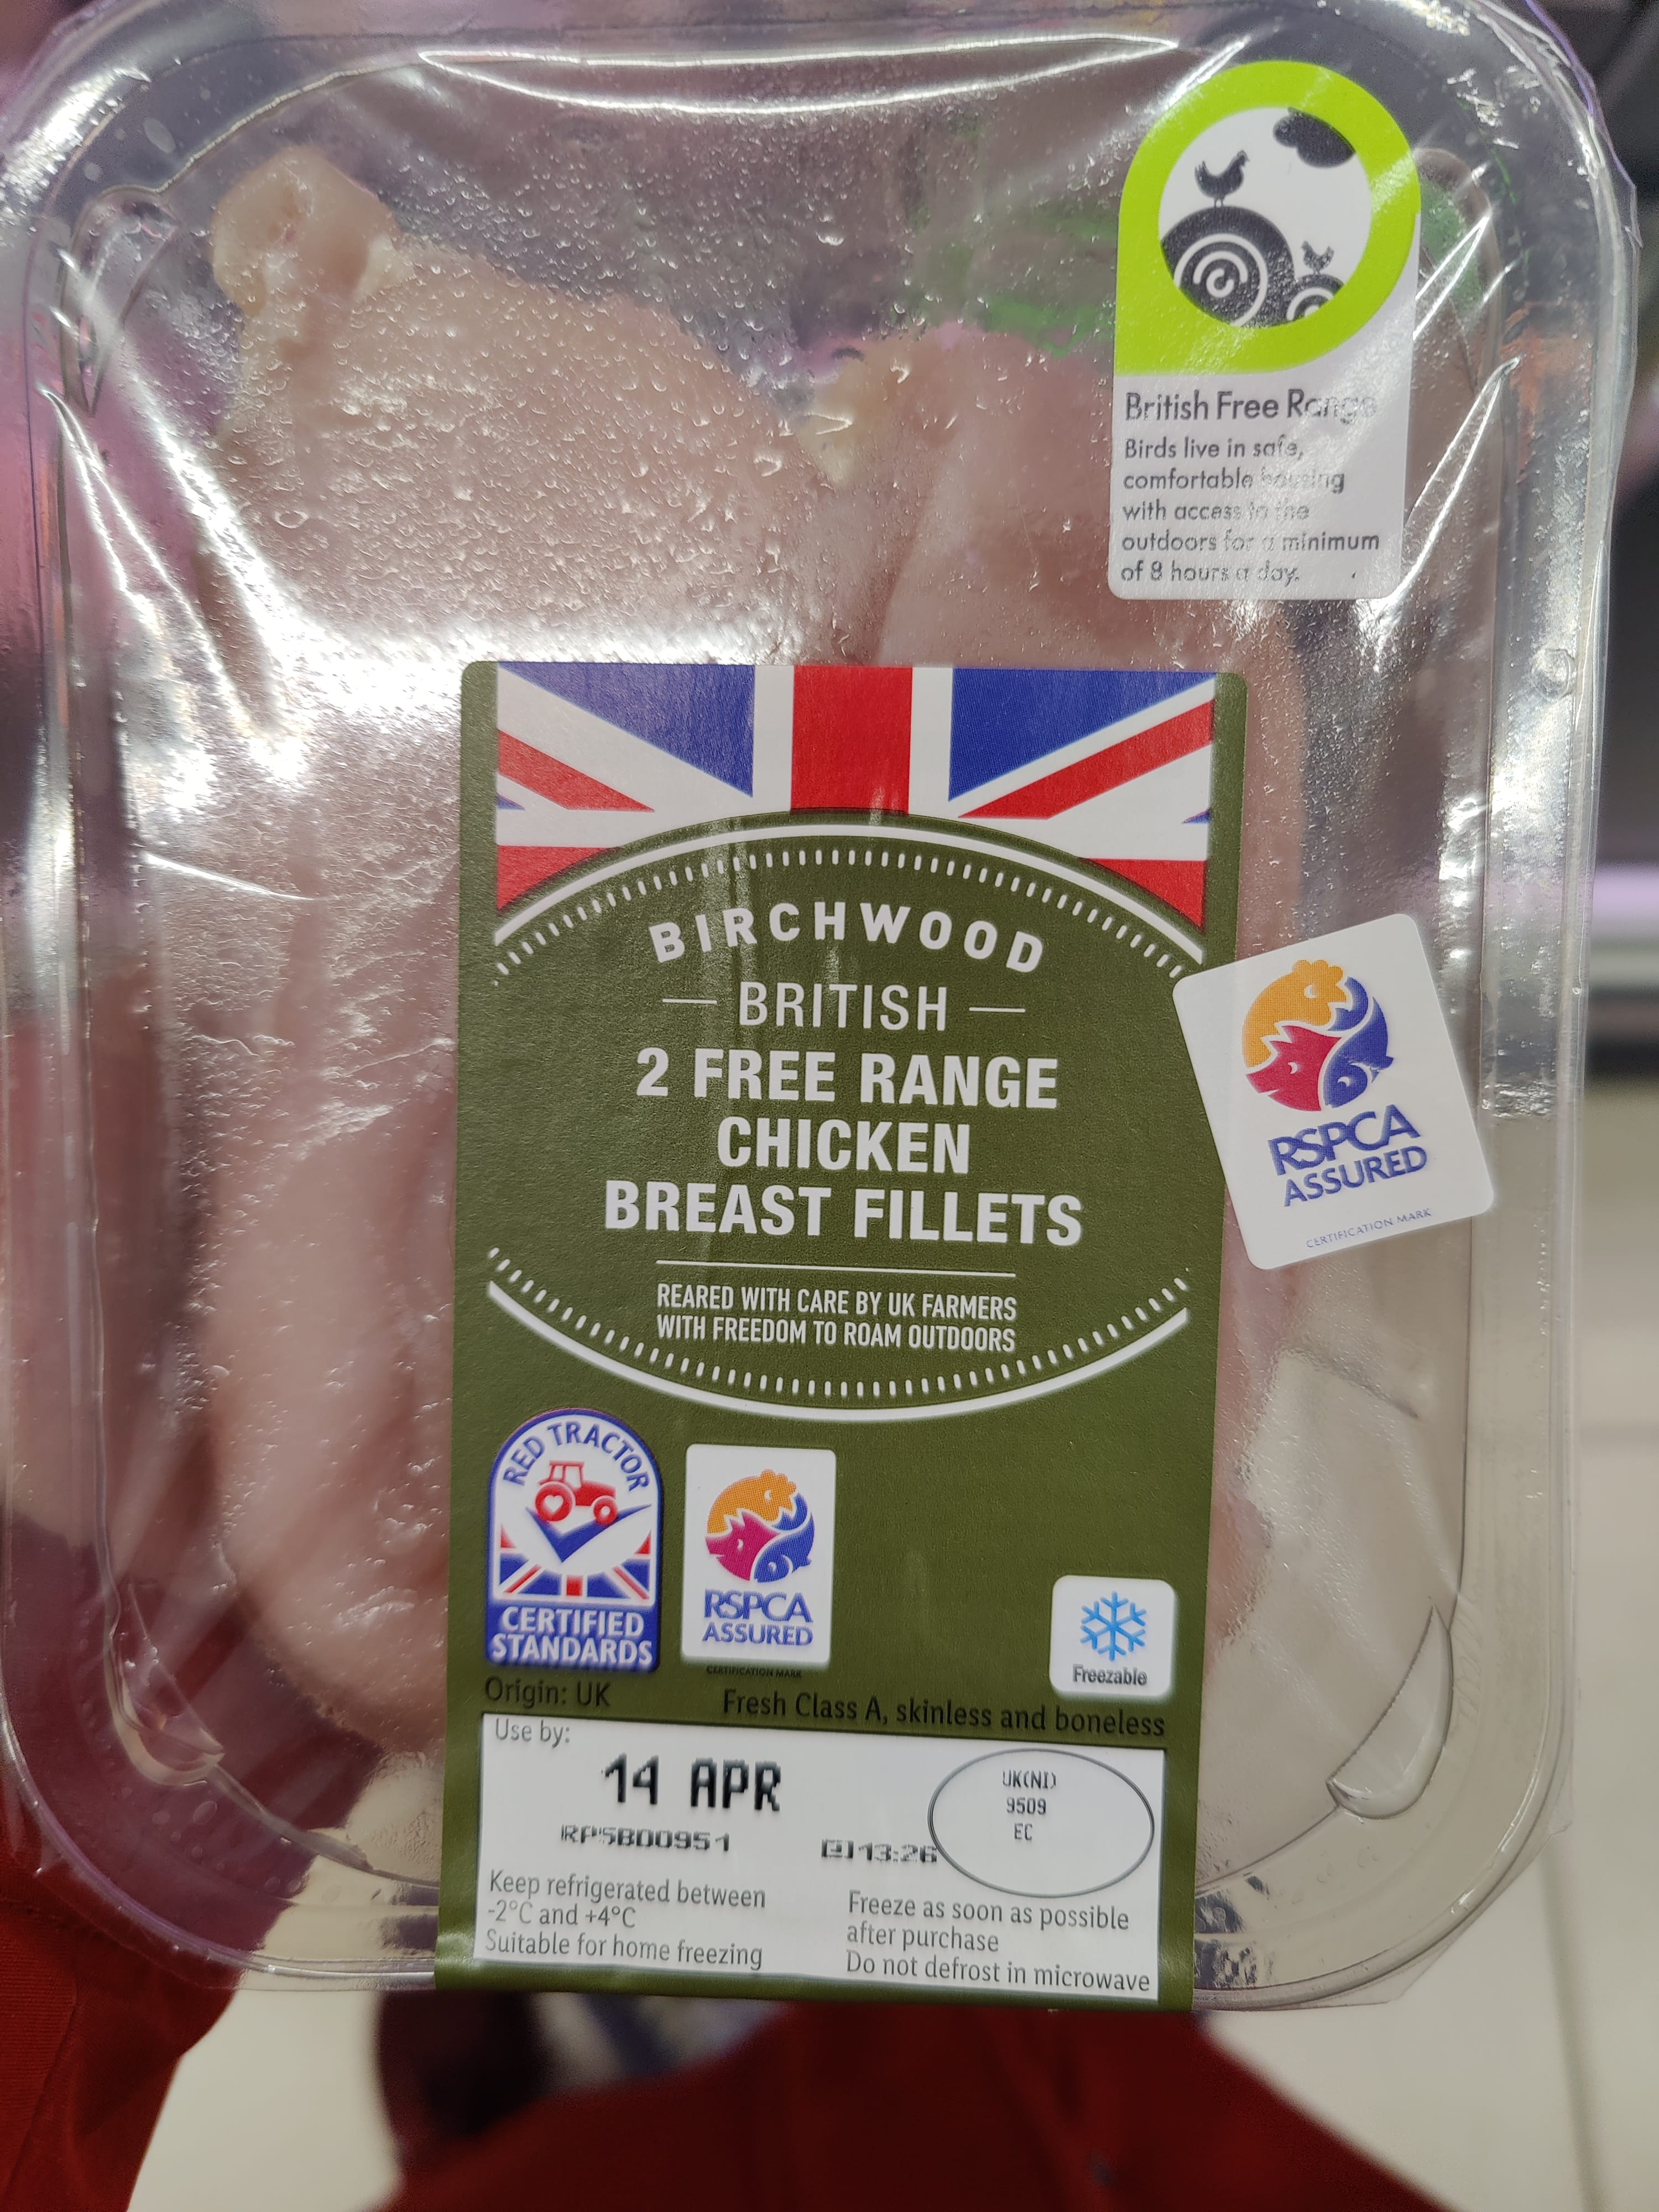 British Free Range
Birds live in safe,
comfortable housing
with access to the
outdoors for a minimum
of 8 hours a day.
BIRCHWOOD
BRITISH
2 FREE RANGE
CHICKEN
BREAST FILLETS
REARED WITH CARE BY UK FARMERS
WITH FREEDOM TO ROAM OUTDOORS
RSPCA
ASSURED
CERTIFICATION MARK
RED TRACTOR
CERTIFIED
STANDARDS
RSPCA
ASSURED
CERTIFICATION MARK
Freezable
Origin: UK
Fresh Class A, skinless and boneless
Use by:
14 APR
13:26
UK(NI)
9509
EC
Keep refrigerated between
-2°C and +4°C
Suitable for home freezing
Freeze as soon as possible
after purchase
Do not defrost in microwave